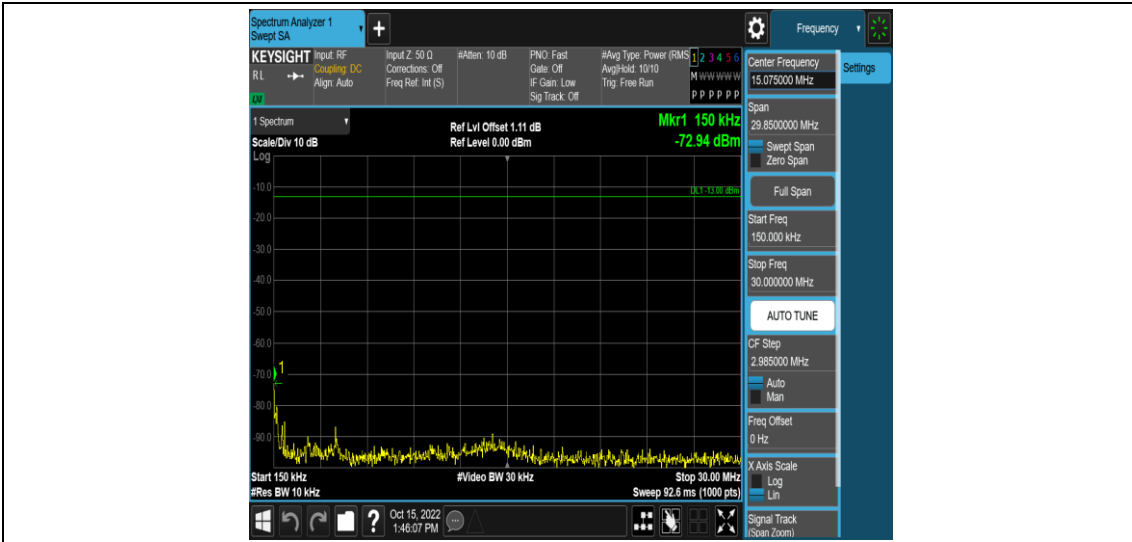 Spectrum Analyzer 1
Swept SA
+
Frequency
KEYSIGHT
RL
LXI
Input: RF
Coupling: DC
Align: Auto
Input Z: 50 Ω
Corrections: Off
Freq Ref: Int (S)
#Atten: 10 dB
PNO: Fast
Gate: Off
IF Gain: Low
Sig Track: Off
#Avg Type: Power (RMS
Avg|Hold: 10/10
Trig: Free Run
1 2 3 4 5 6
M W W W W W
P P P P P P
Center Frequency
15.075000 MHz
Settings
1 Spectrum
Scale/Div 10 dB
Log
Ref Lvl Offset 1.11 dB
Ref Level 0.00 dBm
Mkr1 150 kHz
-72.94 dBm
DL1 -13.00 dBm
-10.0
-20.0
-30.0
-40.0
-50.0
-60.0
-70.0
-80.0
-90.0
1
Start 150 kHz
#Res BW 10 kHz
#Video BW 30 kHz
Stop 30.00 MHz
Sweep 92.6 ms (1000 pts)
Span
29.8500000 MHz
Swept Span
Zero Span
Full Span
Start Freq
150.000 kHz
Stop Freq
30.000000 MHz
AUTO TUNE
CF Step
2.985000 MHz
Auto
Man
Freq Offset
0 Hz
X Axis Scale
Log
Lin
Signal Track
(Span Zoom)
?
Oct 15, 2022
1:46:07 PM